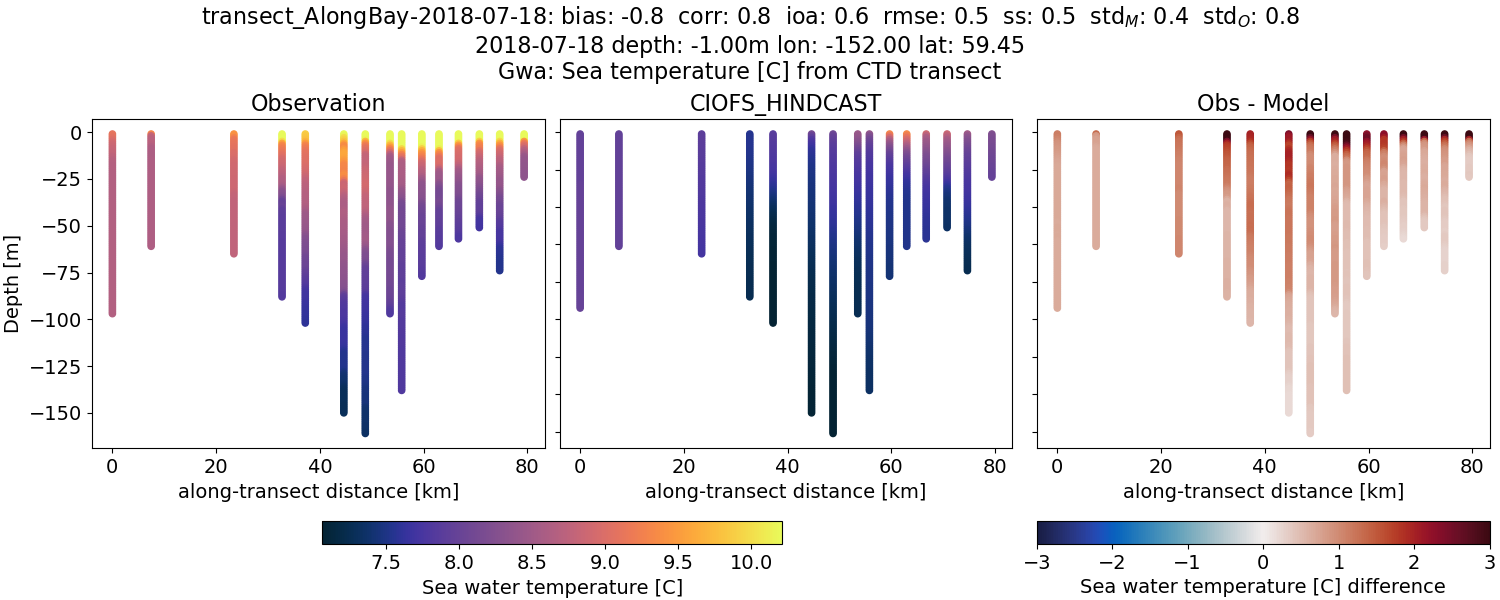 transect_AlongBay-2018-07-18: bias: -0.8  corr: 0.8  ioa: 0.6  rmse: 0.5  ss: 0.5  std_M: 0.4  std_O: 0.8
2018-07-18 depth: -1.00m lon: -152.00 lat: 59.45
Gwa: Sea temperature [C] from CTD transect
Observation
CIOFS_HINDCAST
Obs - Model
Depth [m]
0
−25
−50
−75
−100
−125
−150
0 20 40 60 80
0 20 40 60 80
0 20 40 60 80
along-transect distance [km]
along-transect distance [km]
along-transect distance [km]
7.5 8.0 8.5 9.0 9.5 10.0
Sea water temperature [C]
−3 −2 −1 0 1 2 3
Sea water temperature [C] difference